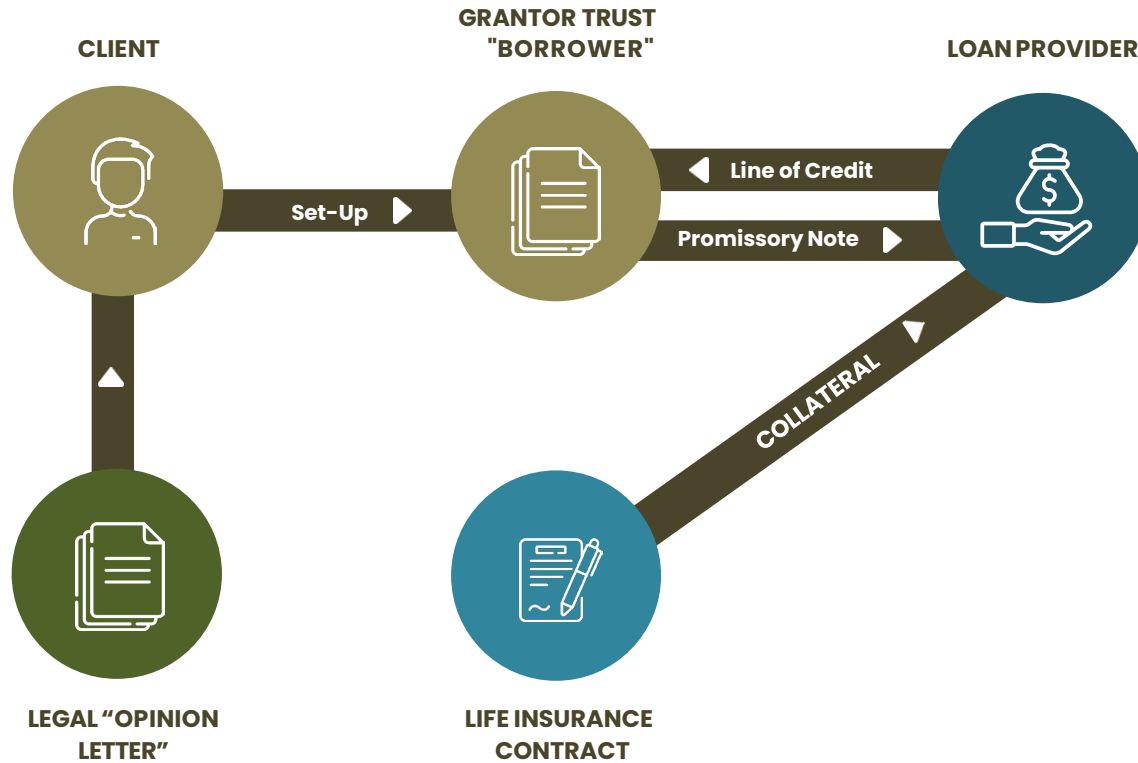 GRANTOR TRUST
"BORROWER"
CLIENT
LOAN PROVIDER
Line of Credit
Set-Up
Promissory Note
$
COLLATERAL
LEGAL “OPINION
LETTER”
LIFE INSURANCE
CONTRACT